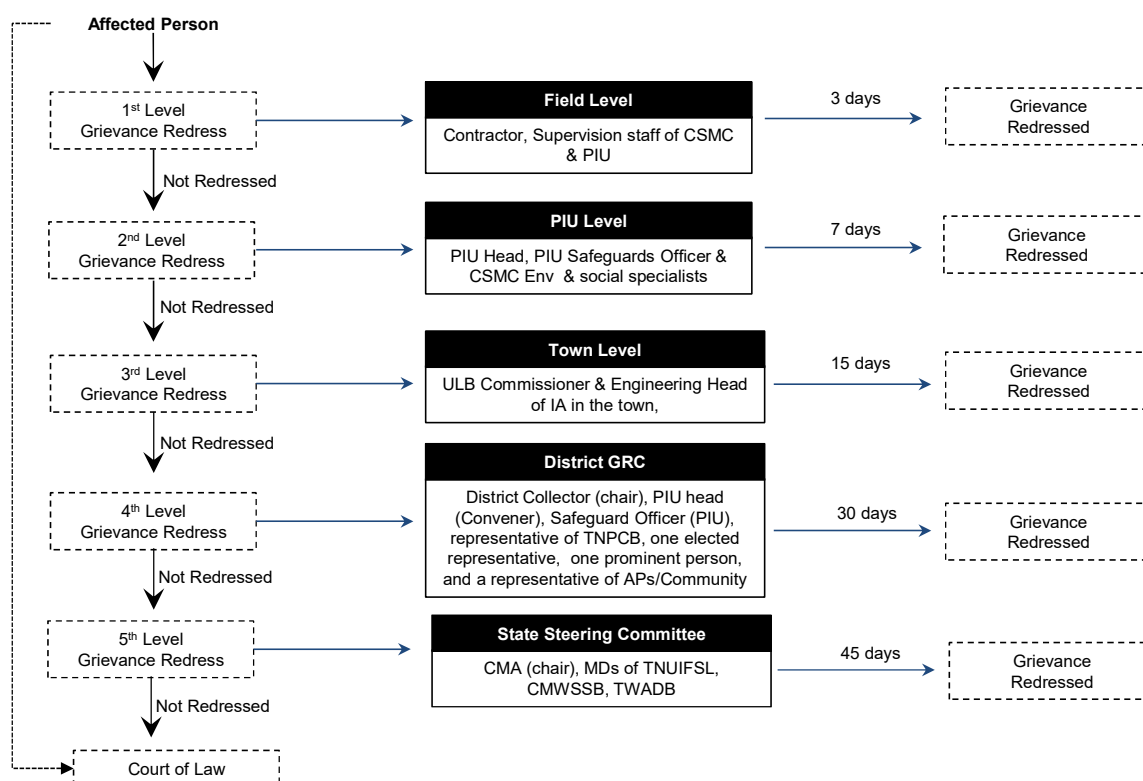 Affected Person
1st Level
Grievance Redress
Field Level
Contractor, Supervision staff of CSMC
& PIU
3 days
Grievance
Redressed
Not Redressed
2nd Level
Grievance Redress
PIU Level
PIU Head, PIU Safeguards Officer &
CSMC Env & social specialists
7 days
Grievance
Redressed
Not Redressed
3rd Level
Grievance Redress
Town Level
ULB Commissioner & Engineering Head
of IA in the town,
15 days
Grievance
Redressed
Not Redressed
4th Level
Grievance Redress
District GRC
District Collector (chair), PIU head
(Convener), Safeguard Officer (PIU),
representative of TNPCB, one elected
representative, one prominent person,
and a representative of APs/Community
30 days
Grievance
Redressed
Not Redressed
5th Level
Grievance Redress
State Steering Committee
CMA (chair), MDs of TNUIFSL,
CMWSSB, TWADB
45 days
Grievance
Redressed
Not Redressed
Court of Law